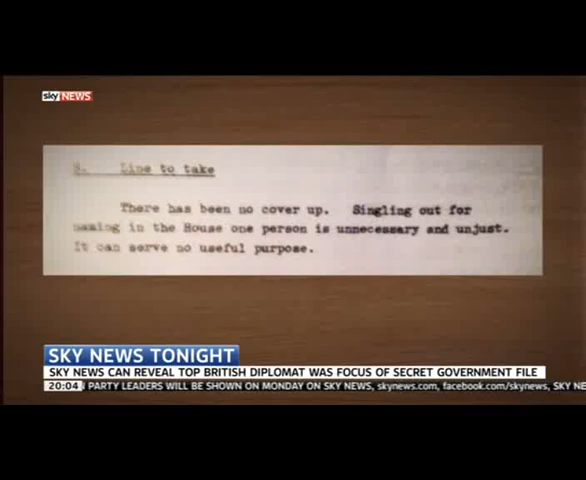 sky NEWS
Line to take
There has been no cover up. Singling out for
naming in the House one person is unnecessary and unjust.
It can serve no useful purpose.
SKY NEWS TONIGHT
SKY NEWS CAN REVEAL TOP BRITISH DIPLOMAT WAS FOCUS OF SECRET GOVERNMENT FILE
20:04 PARTY LEADERS WILL BE SHOWN ON MONDAY ON SKY NEWS, skynews.com, facebook.com/skynews, SKY NE